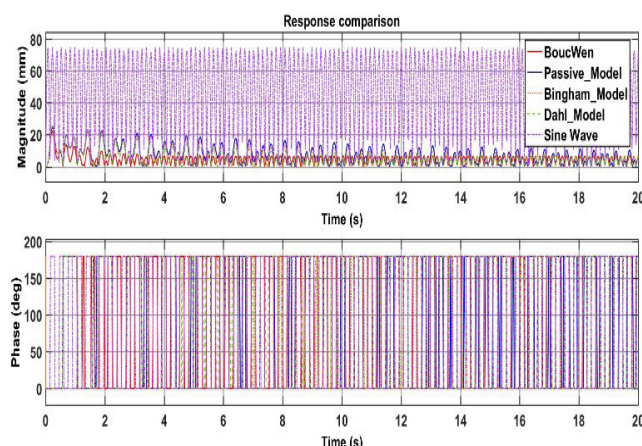 Response comparison
Magnitude (mm)
80
60
40
20
0
BoucWen
Passive_Model
Bingham_Model
Dahl_Model
Sine Wave
0 2 4 6 8 10 12 14 16 18 20
Time (s)
Phase (deg)
200
150
100
50
0
0 2 4 6 8 10 12 14 16 18 20
Time (s)